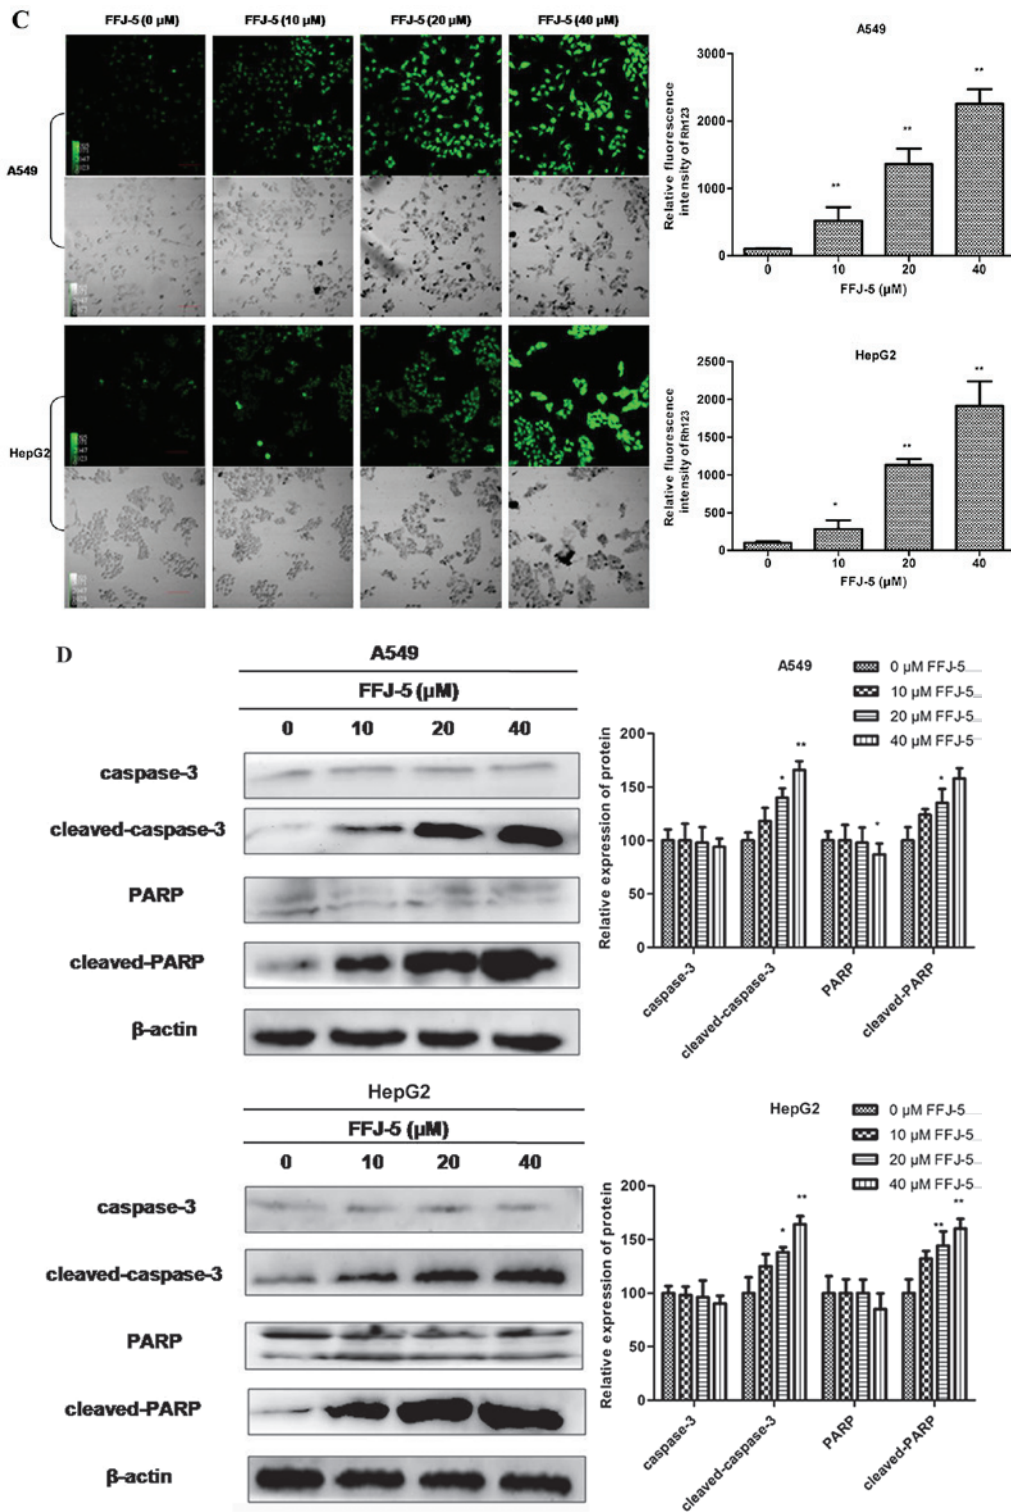 C
FFJ-5 (0 µM) FFJ-5 (10 µM) FFJ-5 (20 µM) FFJ-5 (40 µM)
A549
HepG2
A549
Relative fluorescence
intensity of Rh123
3000
2500
2000
1000
0
0 10 20 40
FFJ-5 (µM)
** ** **
HepG2
Relative fluorescence
intensity of Rh123
2500
2000
1500
1000
500
0
0 10 20 40
FFJ-5 (µM)
* ** **
D
A549
FFJ-5 (µM)
0 10 20 40
caspase-3
cleaved-caspase-3
PARP
cleaved-PARP
β-actin
A549
0 µM FFJ-5
10 µM FFJ-5
20 µM FFJ-5
40 µM FFJ-5
Relative expression of protein
200
150
100
50
0
* ** * *
caspase-3
cleaved-caspase-3
PARP
cleaved-PARP
HepG2
FFJ-5 (µM)
0 10 20 40
caspase-3
cleaved-caspase-3
PARP
cleaved-PARP
β-actin
HepG2
0 µM FFJ-5
10 µM FFJ-5
20 µM FFJ-5
40 µM FFJ-5
Relative expression of protein
200
150
100
50
0
* ** ** **
caspase-3
cleaved-caspase-3
PARP
cleaved-PARP